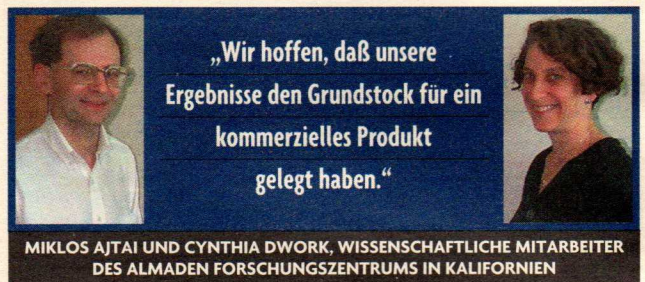 „Wir hoffen, daß unsere
Ergebnisse den Grundstock für ein
kommerzielles Produkt
gelegt haben.“
MIKLOS AJTAI UND CYNTHIA DWORK, WISSENSCHAFTLICHE MITARBEITER
DES ALMADEN FORSCHUNGSZENTRUMS IN KALIFORNIEN